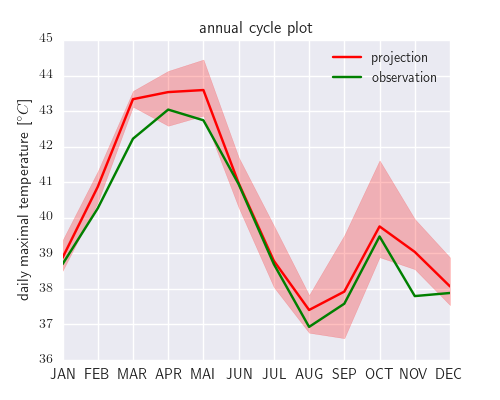 annual cycle plot
projection
observation
daily maximal temperature [°C]
45
44
43
42
41
40
39
38
37
36
JAN FEB MAR APR MAI JUN JUL AUG SEP OCT NOV DEC